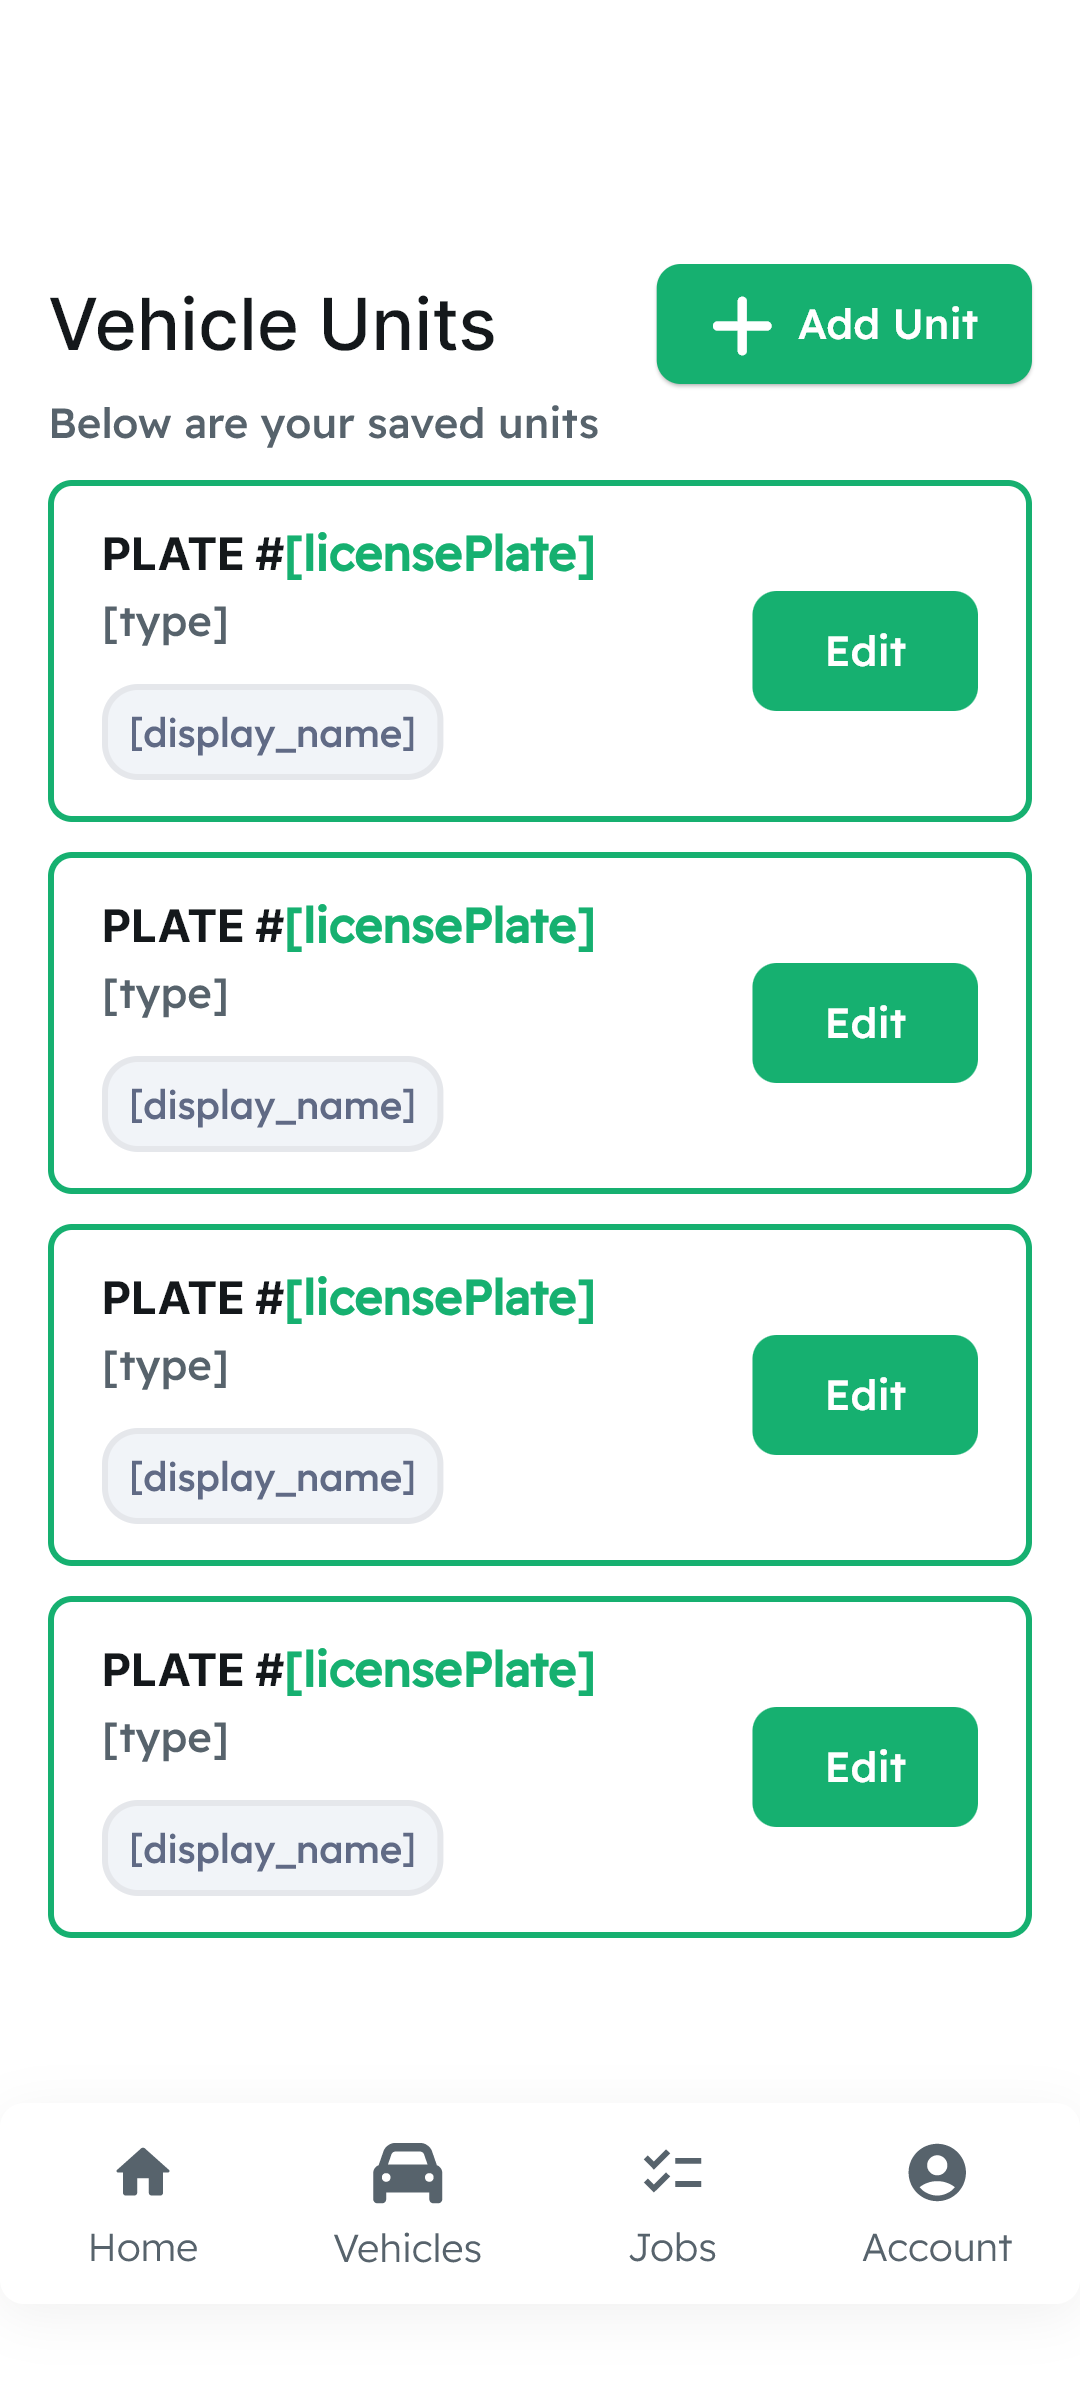 Vehicle Units
Add Unit
Below are your saved units
PLATE #[licensePlate]
[type]
Edit
[display_name]
PLATE #[licensePlate]
[type]
Edit
[display_name]
PLATE #[licensePlate]
[type]
Edit
[display_name]
PLATE #[licensePlate]
[type]
Edit
[display_name]
Home
Vehicles
Jobs
Account